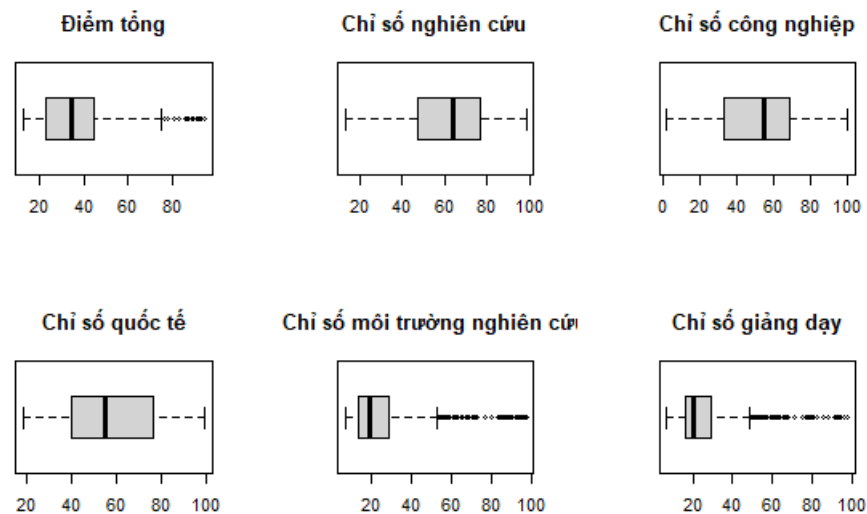 Điểm tổng
20 40 60 80
Chỉ số nghiên cứu
20 40 60 80 100
Chỉ số công nghiệp
0 20 40 60 80 100
Chỉ số quốc tế
20 40 60 80 100
Chỉ số môi trường nghiên cứu
20 40 60 80 100
Chỉ số giảng dạy
20 40 60 80 100